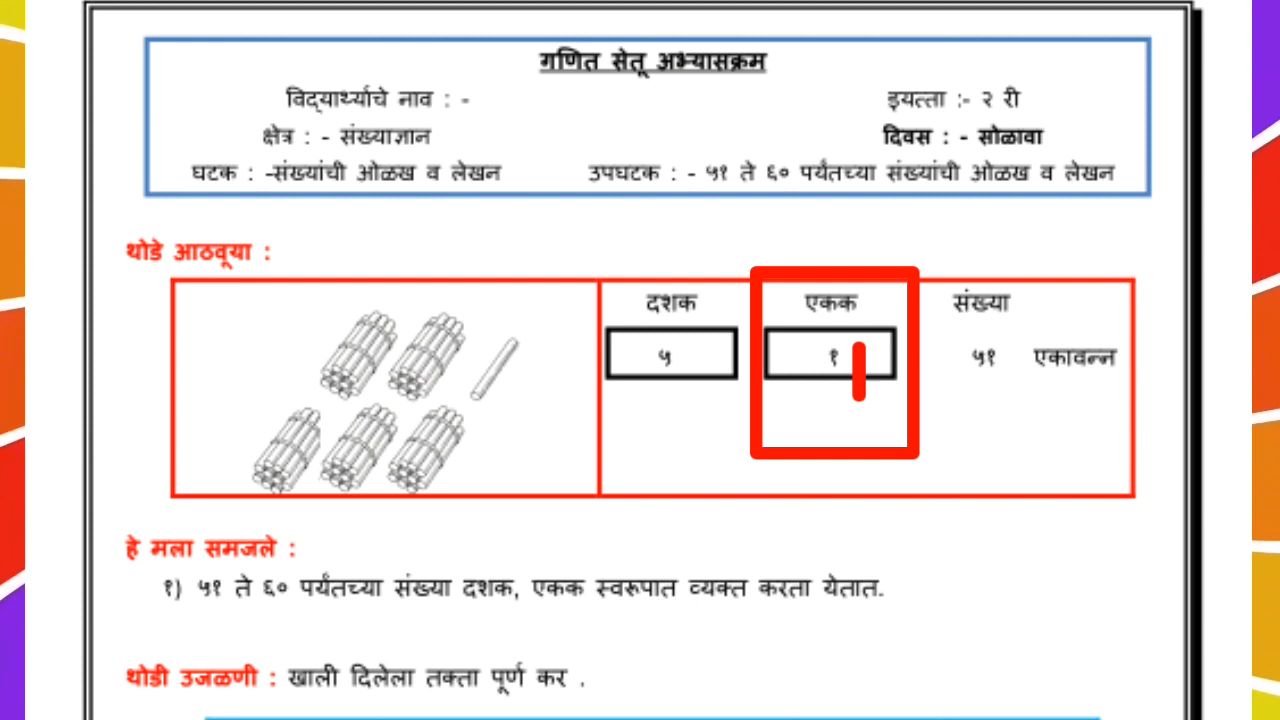 गणित सेतू अभ्यासक्रम
विद्यार्थ्याचे नाव : - इयत्ता :- २ री
क्षेत्र : - संख्याज्ञान दिवस : - सोळावा
घटक : -संख्यांची ओळख व लेखन उपघटक : - ५१ ते ६० पर्यंतच्या संख्यांची ओळख व लेखन
थोडे आठवूया :
दशक एकक संख्या
५ १ ५१ एकावन्न
हे मला समजले :
१) ५१ ते ६० पर्यंतच्या संख्या दशक, एकक स्वरूपात व्यक्त करता येतात.
थोडी उजळणी : खाली दिलेला तक्ता पूर्ण कर .